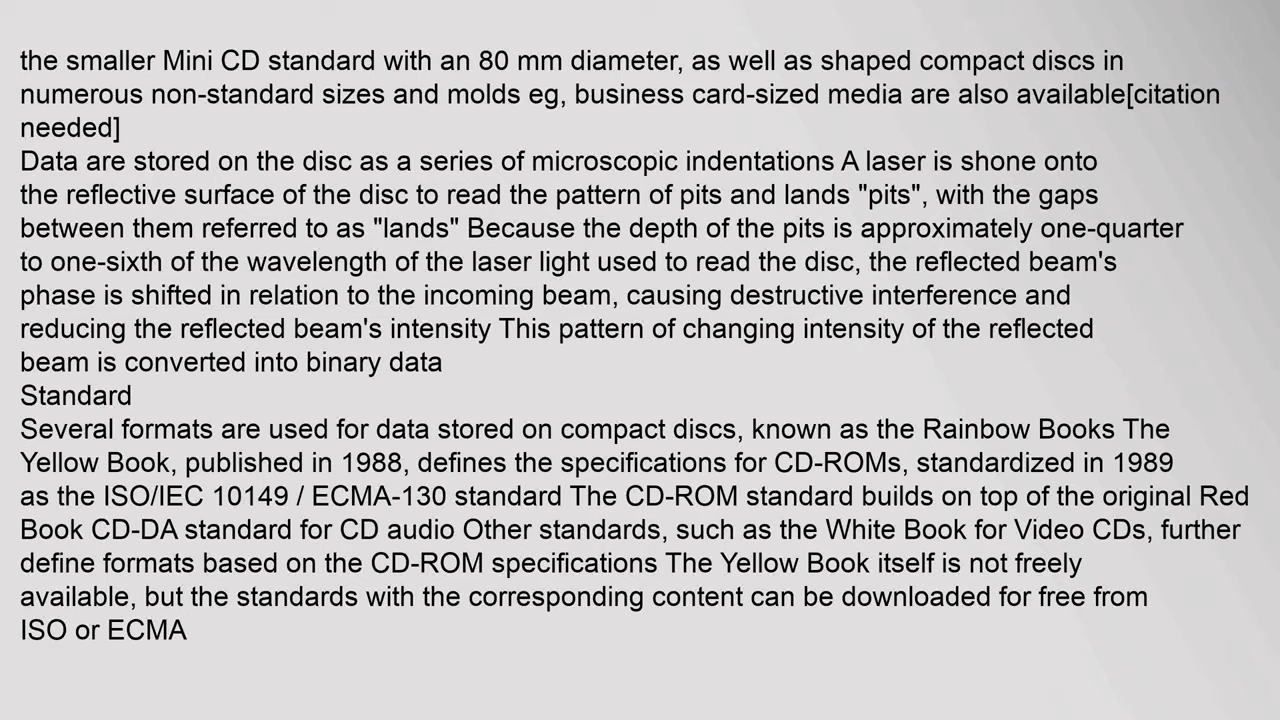 the smaller Mini CD standard with an 80 mm diameter, as well as shaped compact discs in
numerous non-standard sizes and molds eg, business card-sized media are also available[citation
needed]
Data are stored on the disc as a series of microscopic indentations A laser is shone onto
the reflective surface of the disc to read the pattern of pits and lands "pits", with the gaps
between them referred to as "lands" Because the depth of the pits is approximately one-quarter
to one-sixth of the wavelength of the laser light used to read the disc, the reflected beam's
phase is shifted in relation to the incoming beam, causing destructive interference and
reducing the reflected beam's intensity This pattern of changing intensity of the reflected
beam is converted into binary data
Standard
Several formats are used for data stored on compact discs, known as the Rainbow Books The
Yellow Book, published in 1988, defines the specifications for CD-ROMs, standardized in 1989
as the ISO/IEC 10149 / ECMA-130 standard The CD-ROM standard builds on top of the original Red
Book CD-DA standard for CD audio Other standards, such as the White Book for Video CDs, further
define formats based on the CD-ROM specifications The Yellow Book itself is not freely
available, but the standards with the corresponding content can be downloaded for free from
ISO or ECMA